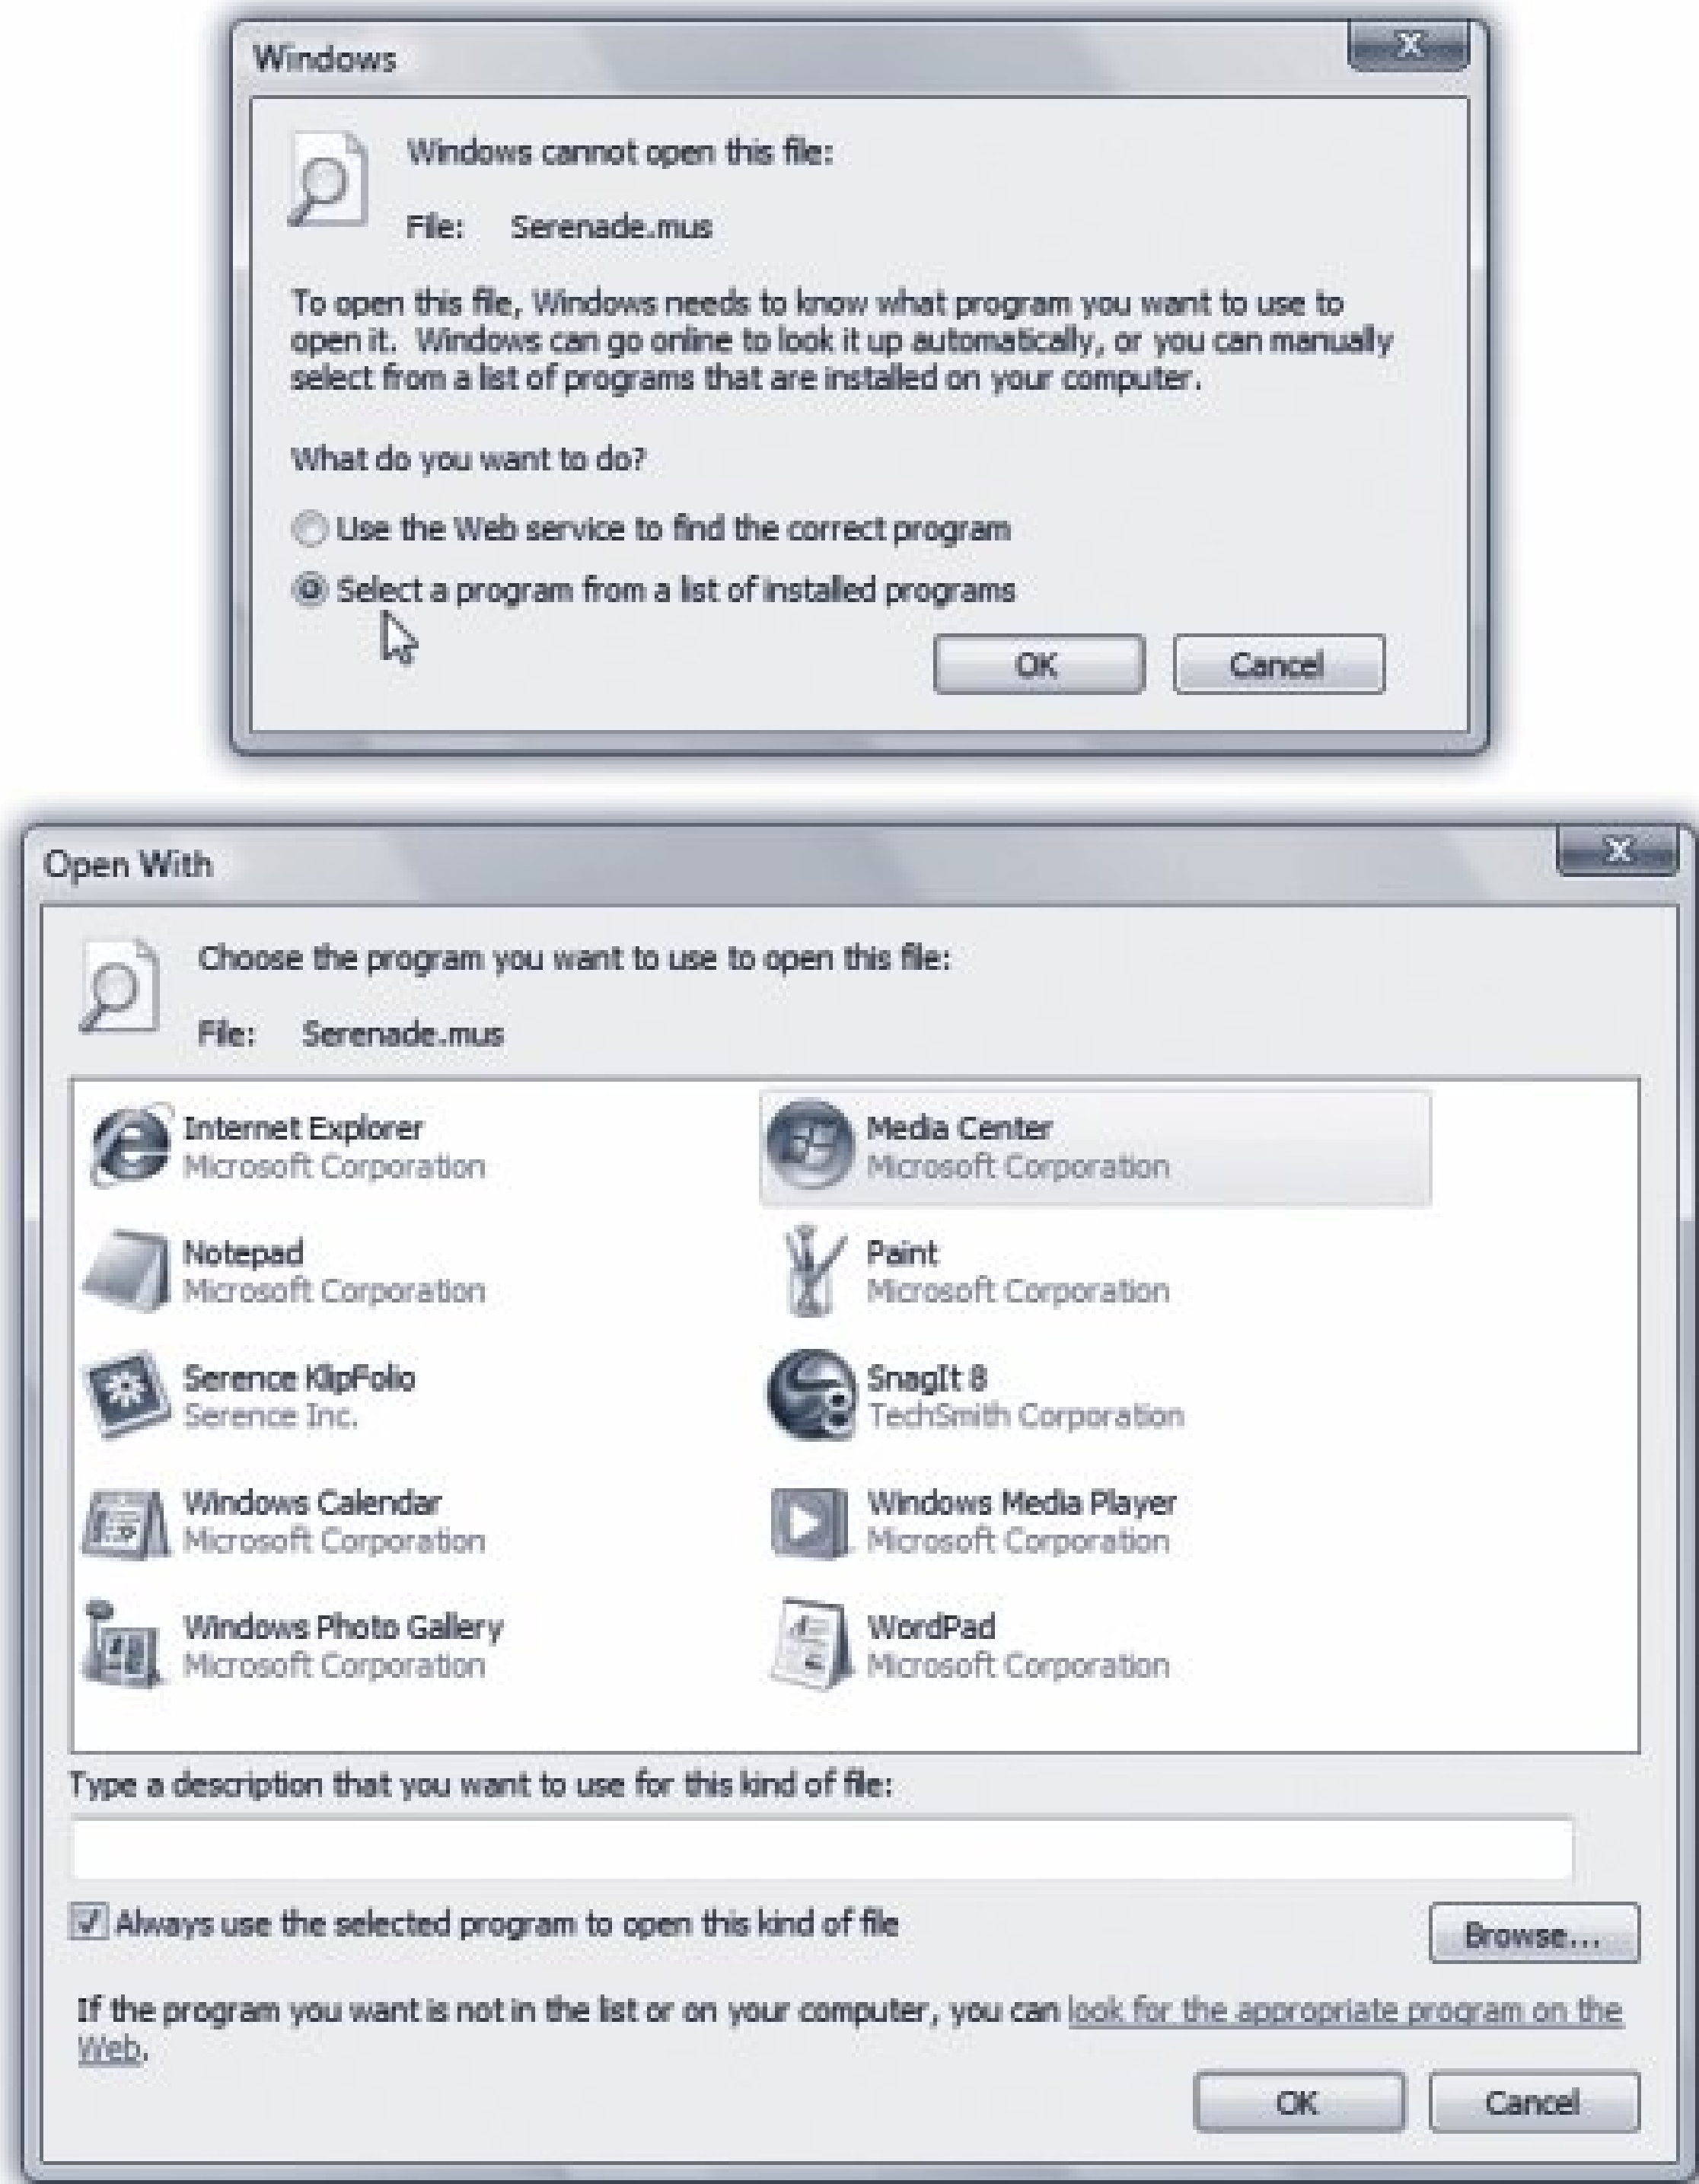 Windows
X
Windows cannot open this file:
File: Serenade.mus
To open this file, Windows needs to know what program you want to use to
open it. Windows can go online to look it up automatically, or you can manually
select from a list of programs that are installed on your computer.
What do you want to do?
Use the Web service to find the correct program
Select a program from a list of installed programs
OK Cancel
Open With
X
Choose the program you want to use to open this file:
File: Serenade.mus
Internet Explorer
Microsoft Corporation
Media Center
Microsoft Corporation
Notepad
Microsoft Corporation
Paint
Microsoft Corporation
Serence KlipFolio
Serence Inc.
SnagIt 8
TechSmith Corporation
Windows Calendar
Microsoft Corporation
Windows Media Player
Microsoft Corporation
Windows Photo Gallery
Microsoft Corporation
WordPad
Microsoft Corporation
Type a description that you want to use for this kind of file:
Always use the selected program to open this kind of file
Browse...
If the program you want is not in the list or on your computer, you can look for the appropriate program on the
Web.
OK Cancel